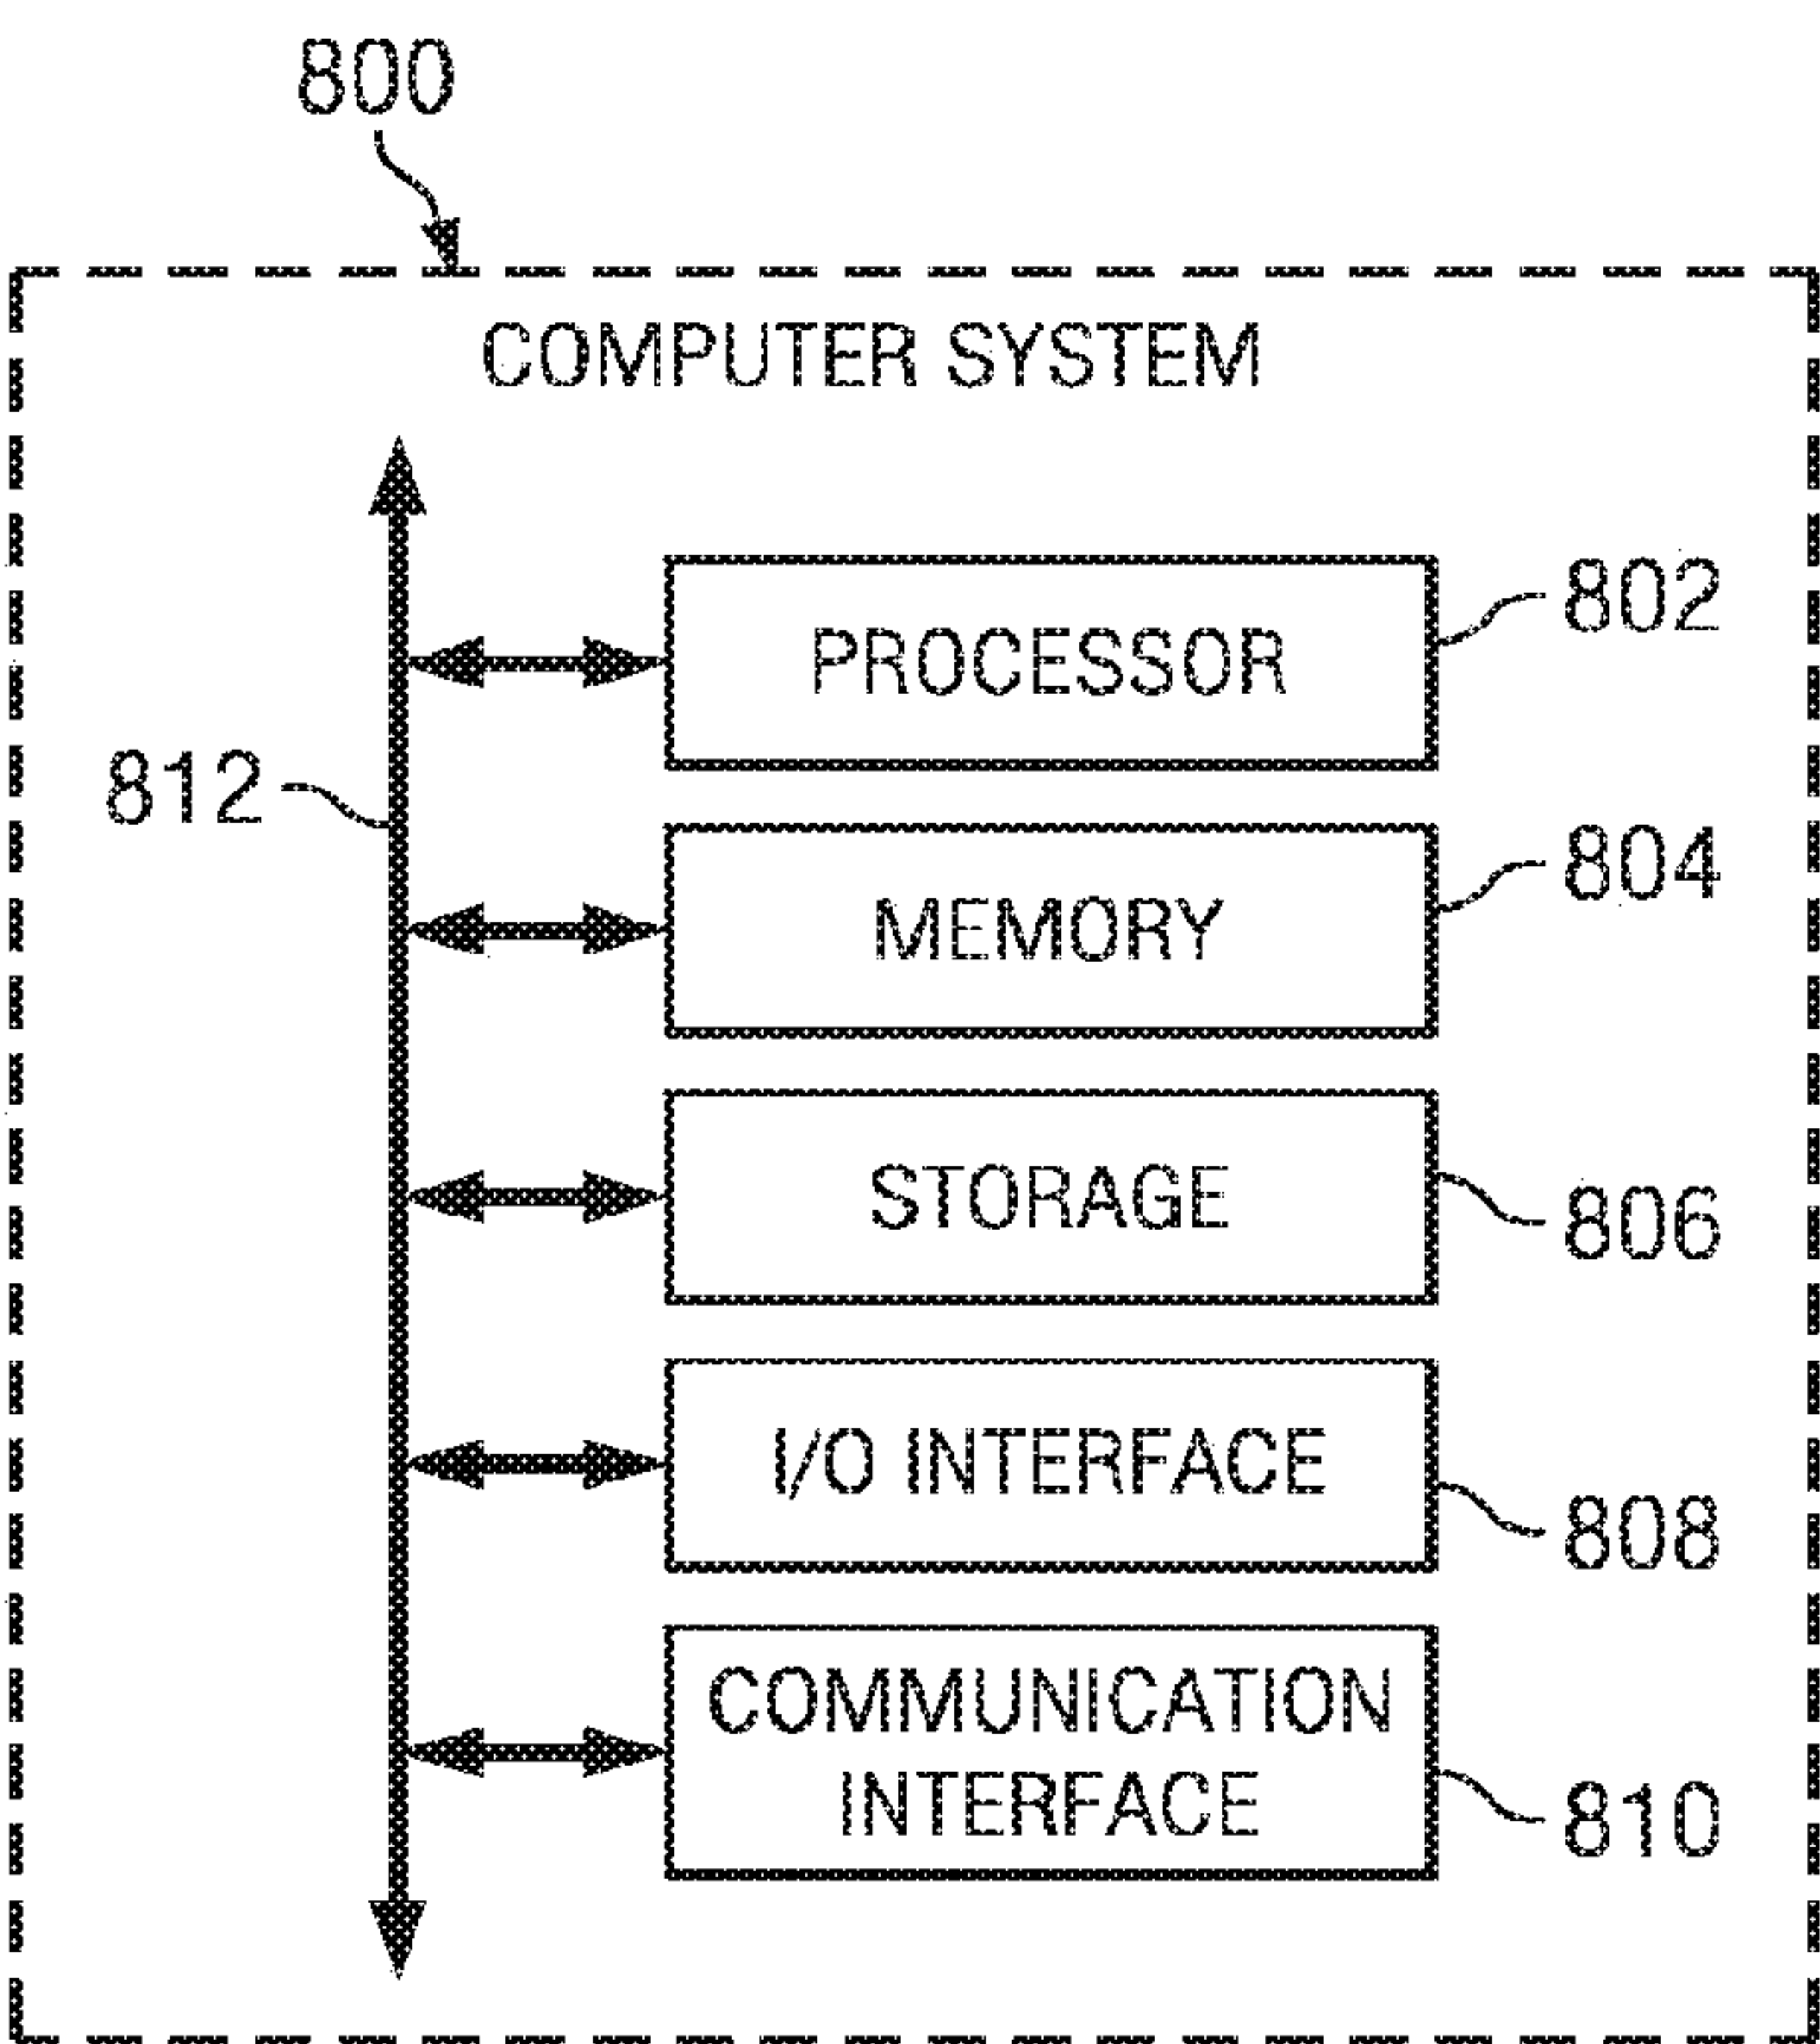 800
COMPUTER SYSTEM
PROCESSOR
802
812
MEMORY
804
STORAGE
806
I/O INTERFACE
808
COMMUNICATION
INTERFACE
810